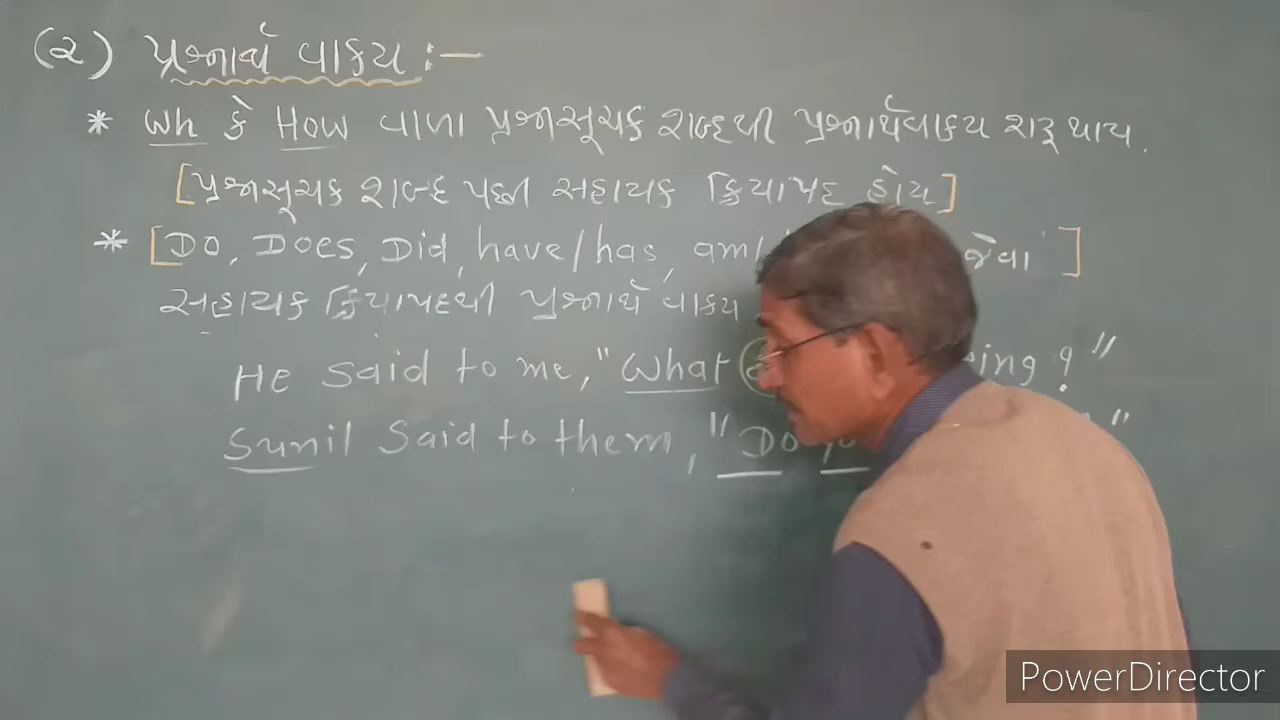 (૨) પ્રશ્નાર્થ વાક્ય :—
* Wh કે How વાળા પ્રશ્નસૂચક શબ્દથી પ્રશ્નાર્થવાક્ય શરૂ થાય.
[પ્રશ્નસૂચક શબ્દ પછી સહાયક ક્રિયાપદ હોય]
* [Do, Does, Did, have/has, am/ જેવા]
સહાયક ક્રિયાપદથી પ્રશ્નાર્થ વાક્ય
He said to me, "What ing ?"
Sunil Said to them, "Do "
PowerDirector